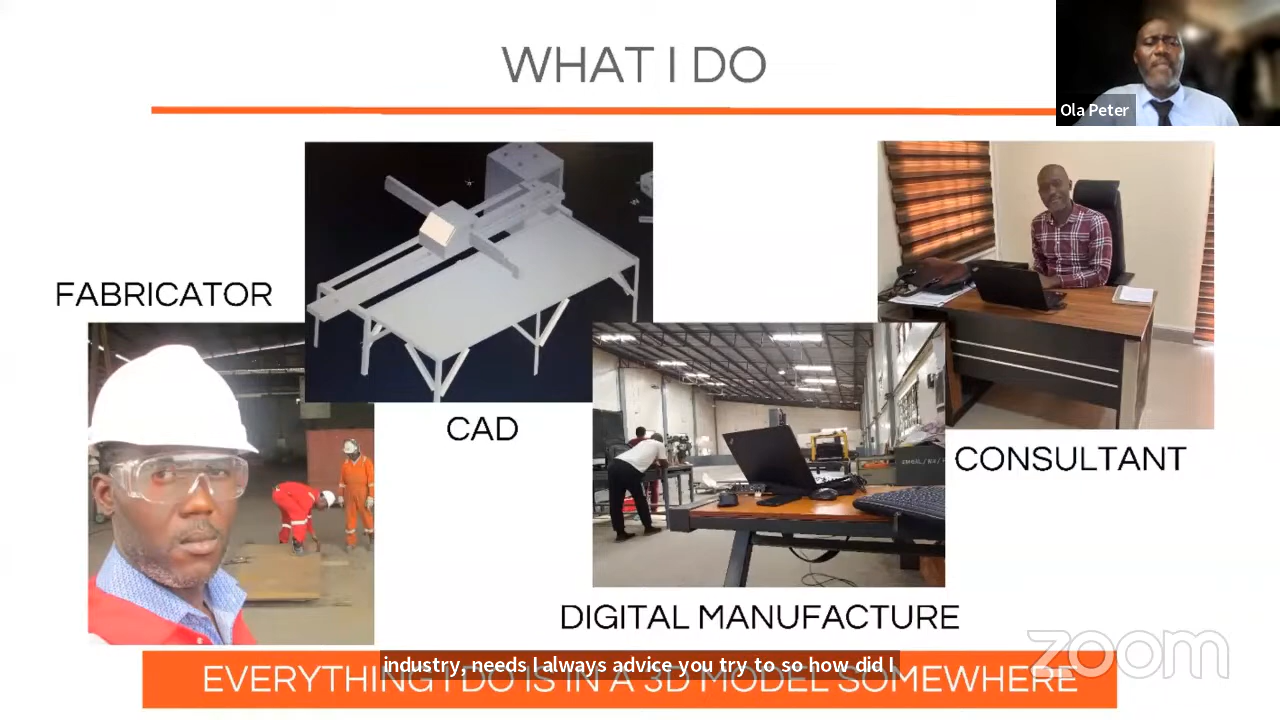 WHAT I DO
Ola Peter
FABRICATOR
CAD
CONSULTANT
DIGITAL MANUFACTURE
EVERYTHING I DO IS IN A 3D MODEL SOMEWHERE
industry, needs I always advice you try to so how did I
zoom